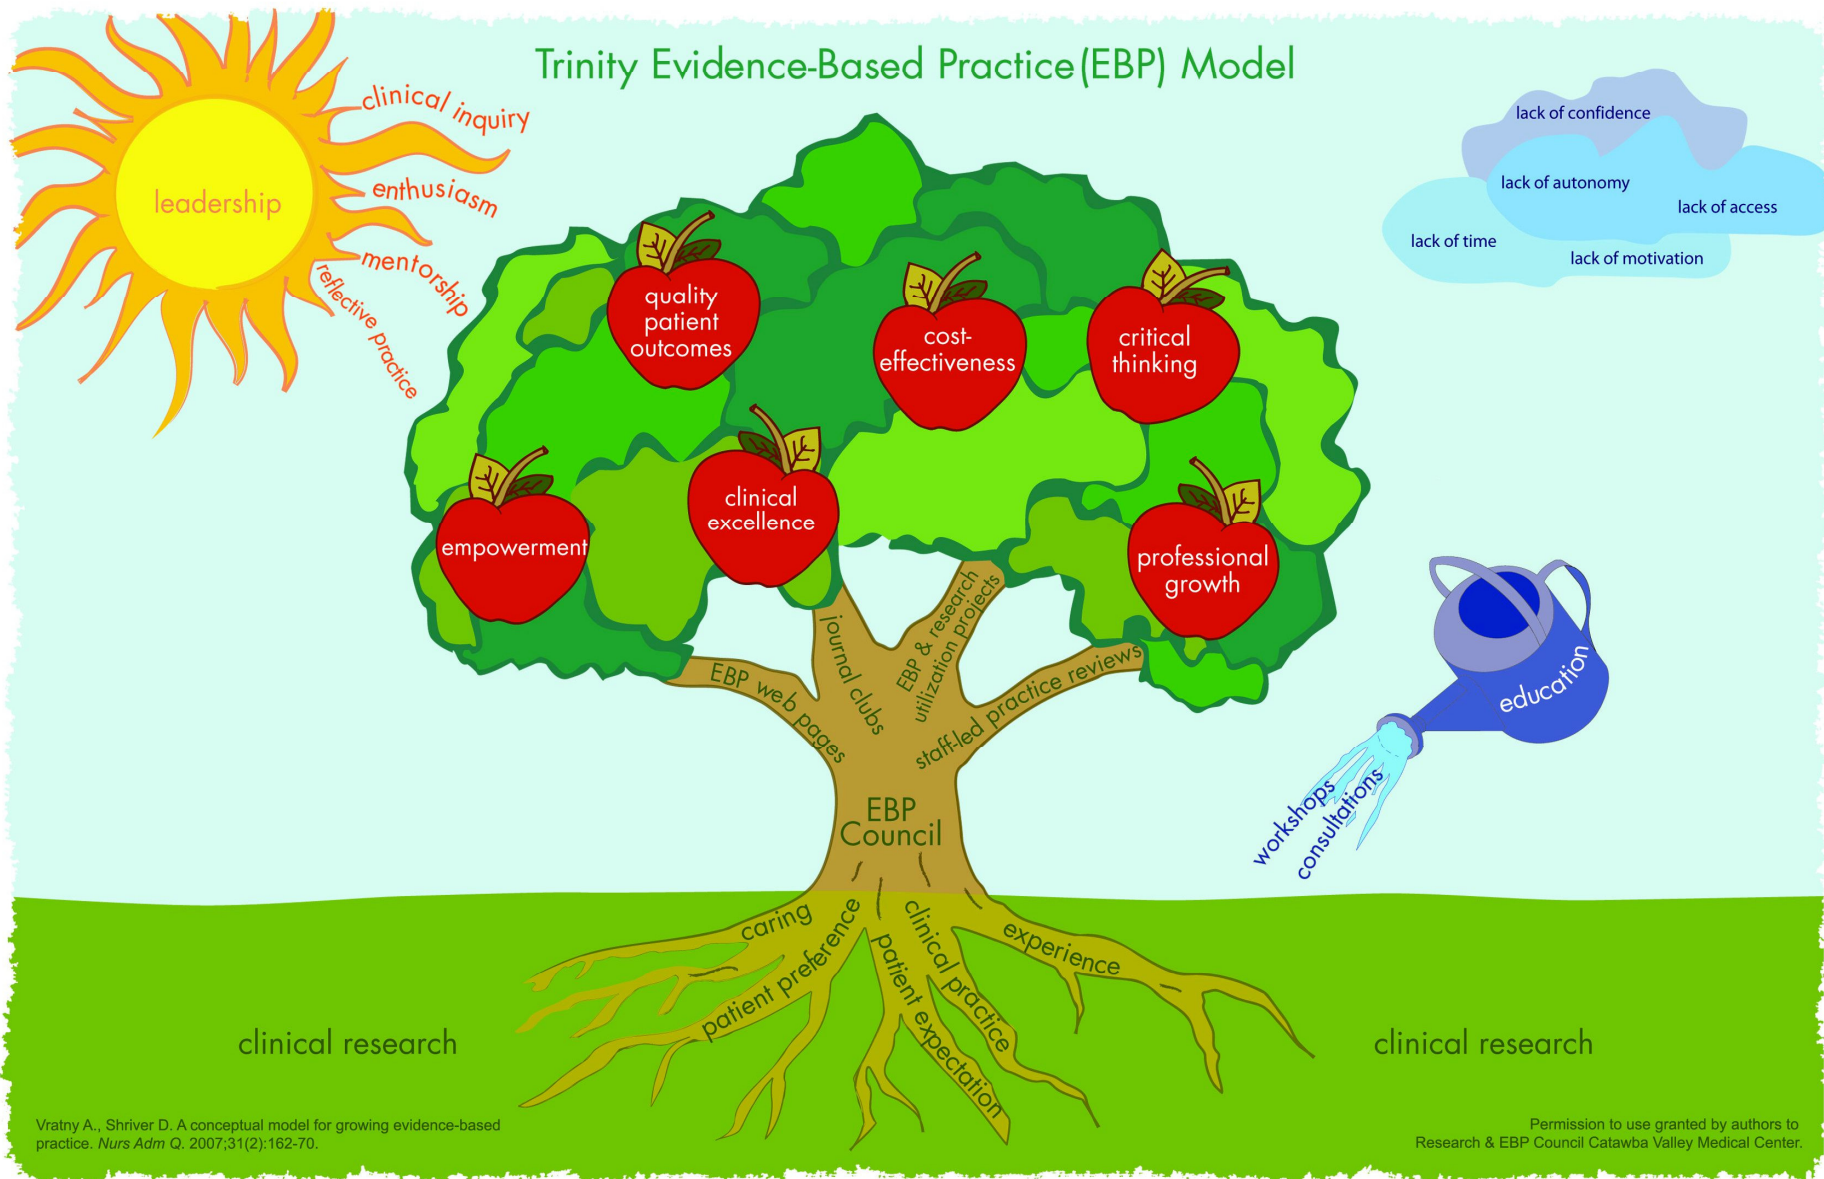 Trinity Evidence-Based Practice (EBP) Model
leadership
clinical inquiry
enthusiasm
mentorship
reflective practice
lack of confidence
lack of autonomy
lack of access
lack of time
lack of motivation
quality
patient
outcomes
cost-
effectiveness
critical
thinking
empowerment
clinical
excellence
professional
growth
EBP web pages
journal clubs
EBP & research
utilization projects
staff-led practice reviews
education
workshops
consultations
EBP
Council
caring
patient preference
patient expectation
clinical practice
experience
clinical research
clinical research
Vratny A., Shriver D. A conceptual model for growing evidence-based
practice. Nurs Adm Q. 2007;31(2):162-70.
Permission to use granted by authors to
Research & EBP Council Catawba Valley Medical Center.